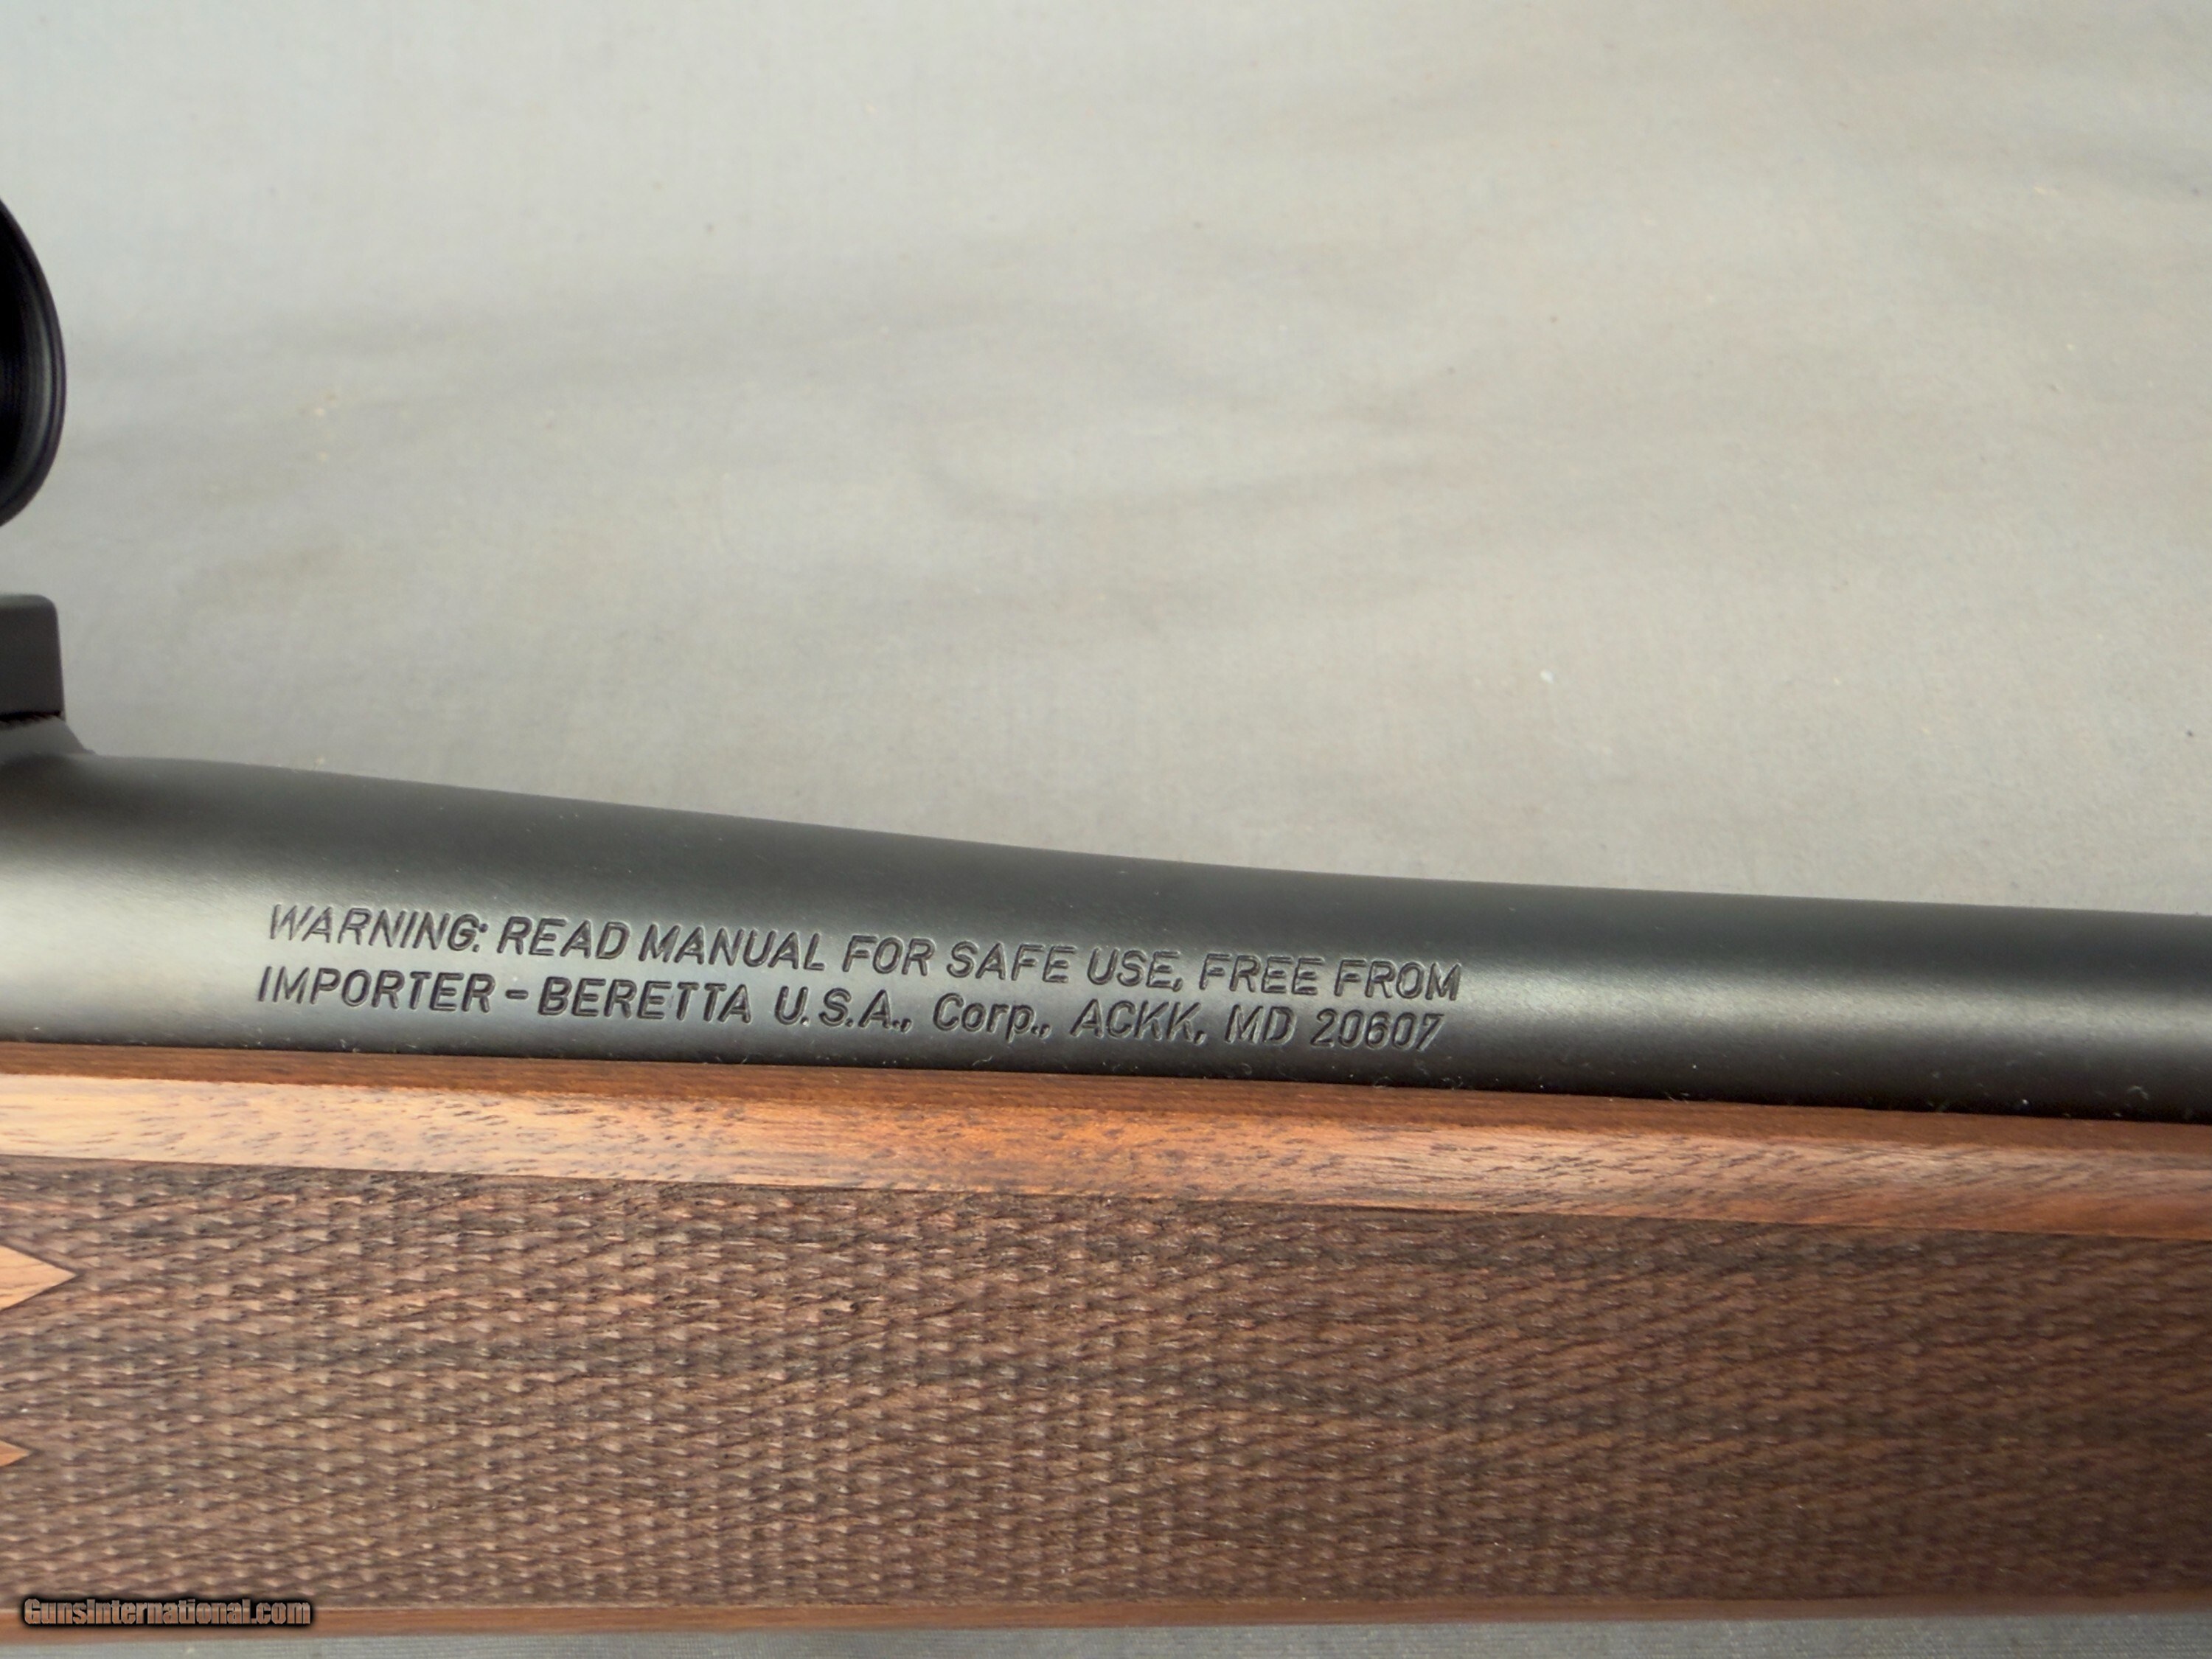 WARNING: READ MANUAL FOR SAFE USE, FREE FROM
IMPORTER - BERETTA U.S.A., Corp., ACKK, MD 20607
GunsInternational.com